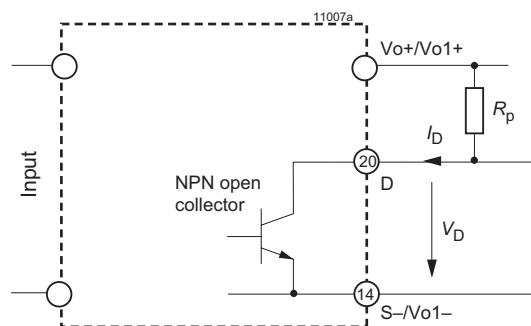 11007a
Vo+/Vo1+
Rp
ID
20
D
NPN open
collector
Input
VD
14
S–/Vo1–